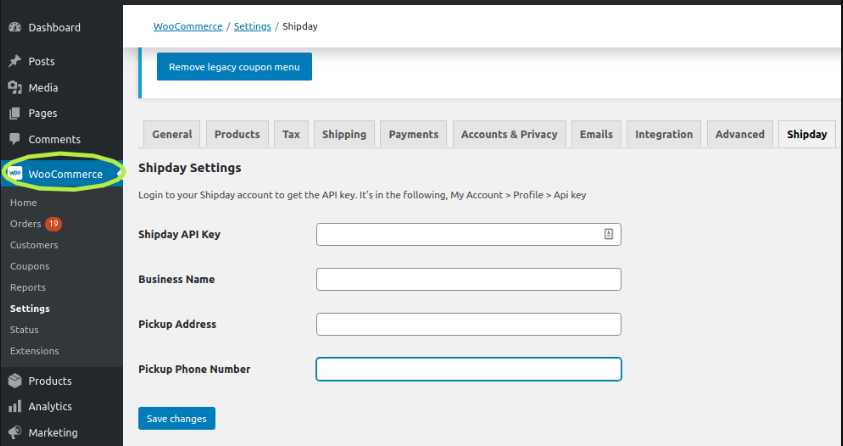 Dashboard
Posts
Media
Pages
Comments
WOO WooCommerce
Home
Orders 19
Customers
Coupons
Reports
Settings
Status
Extensions
Products
Analytics
Marketing
WooCommerce / Settings / Shipday
Remove legacy coupon menu
General Products Tax Shipping Payments Accounts & Privacy Emails Integration Advanced Shipday
Shipday Settings
Login to your Shipday account to get the API key. It's in the following, My Account > Profile > Api key
Shipday API Key
Business Name
Pickup Address
Pickup Phone Number
Save changes